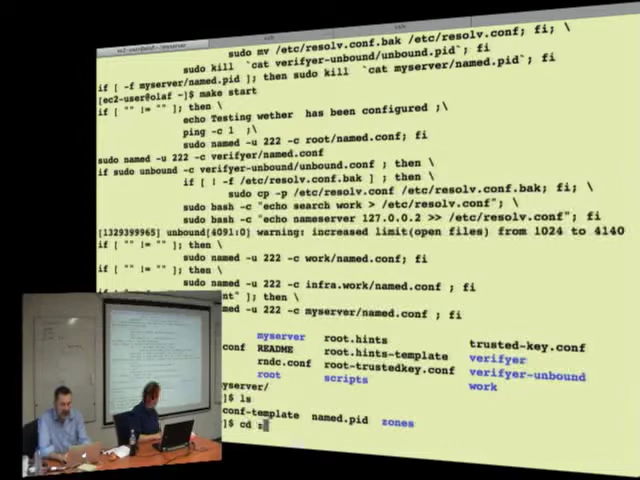 ec2-user@olaf:~/myserver
sudo mv /etc/resolv.conf.bak /etc/resolv.conf; fi; \
sudo kill `cat verifyer-unbound/unbound.pid`; fi
if [ -f myserver/named.pid ]; then sudo kill `cat myserver/named.pid`; fi
[ec2-user@olaf ~]$ make start
if [ "" != "" ]; then \
echo Testing wether has been configured ;\
ping -c 1 ;\
sudo named -u 222 -c root/named.conf; fi
sudo named -u 222 -c verifyer/named.conf
if sudo unbound -c verifyer-unbound/unbound.conf ; then \
if [ ! -f /etc/resolv.conf.bak ] ; then \
sudo cp -p /etc/resolv.conf /etc/resolv.conf.bak; fi; \
sudo bash -c "echo search work > /etc/resolv.conf"; \
sudo bash -c "echo nameserver 127.0.0.2 >> /etc/resolv.conf"; fi
[1329399965] unbound[4091:0] warning: increased limit(open files) from 1024 to 4140
if [ "" != "" ]; then \
sudo named -u 222 -c work/named.conf; fi
if [ "" != "" ]; then \
sudo named -u 222 -c infra.work/named.conf ; fi
nt" ]; then \
med -u 222 -c myserver/named.conf ; fi
myserver root.hints trusted-key.conf
conf README root.hints-template verifyer
rndc.conf root-trustedkey.conf verifyer-unbound
root scripts work
yserver/
]$ ls
conf-template named.pid zones
]$ cd z